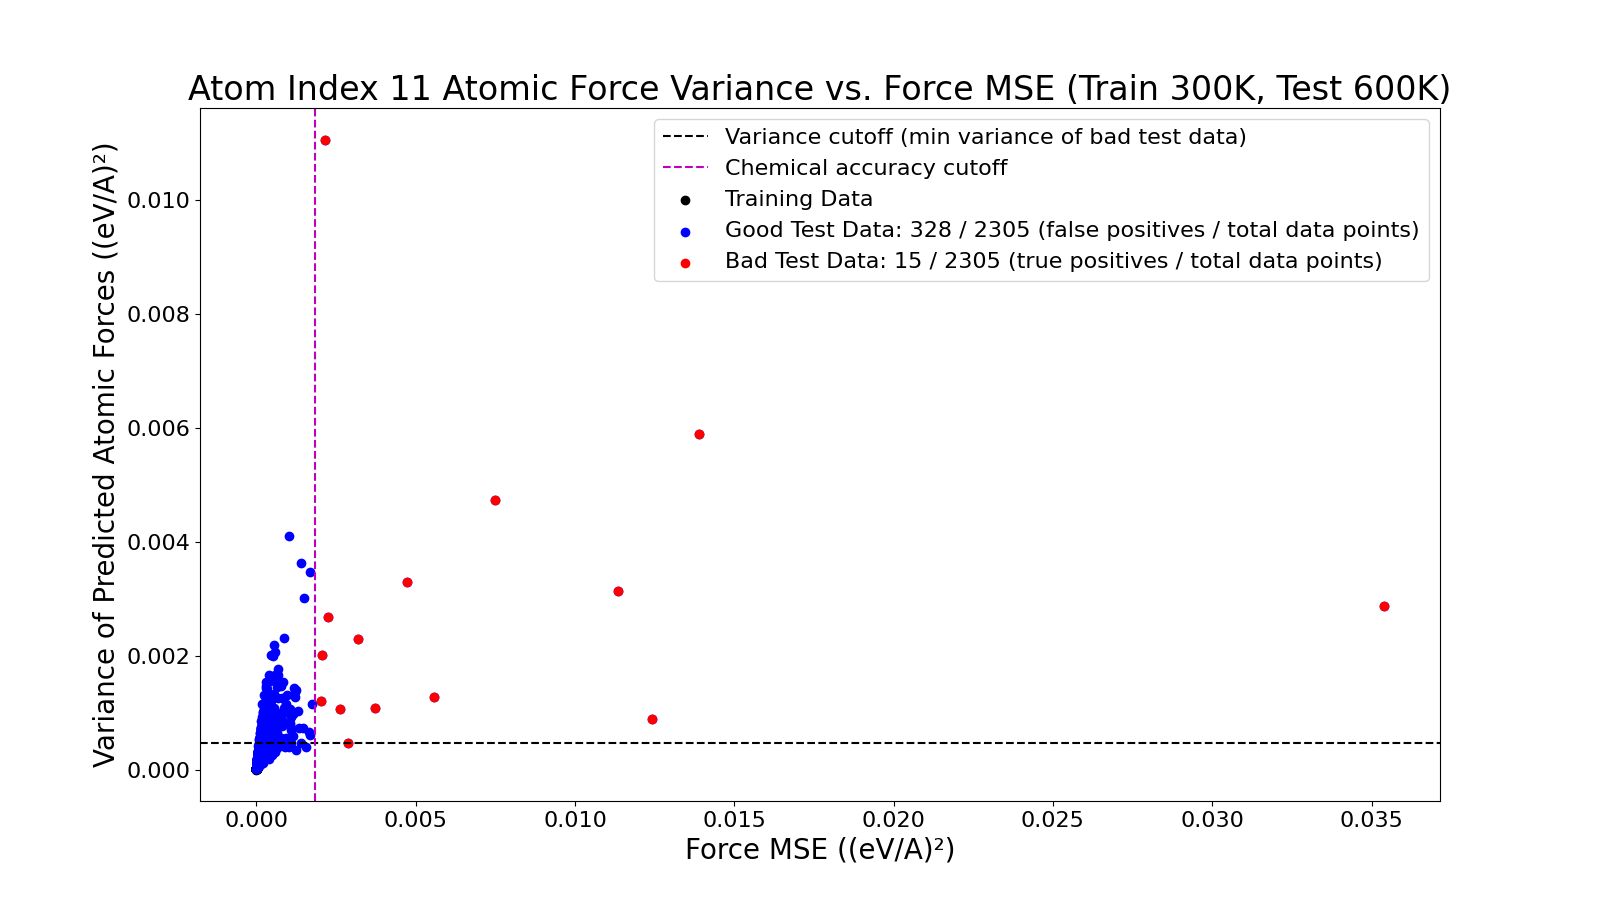 Atom Index 11 Atomic Force Variance vs. Force MSE (Train 300K, Test 600K)
Variance cutoff (min variance of bad test data)
Chemical accuracy cutoff
Training Data
Good Test Data: 328 / 2305 (false positives / total data points)
Bad Test Data: 15 / 2305 (true positives / total data points)
Variance of Predicted Atomic Forces ((eV/A)²)
0.010
0.008
0.006
0.004
0.002
0.000
0.000 0.005 0.010 0.015 0.020 0.025 0.030 0.035
Force MSE ((eV/A)²)